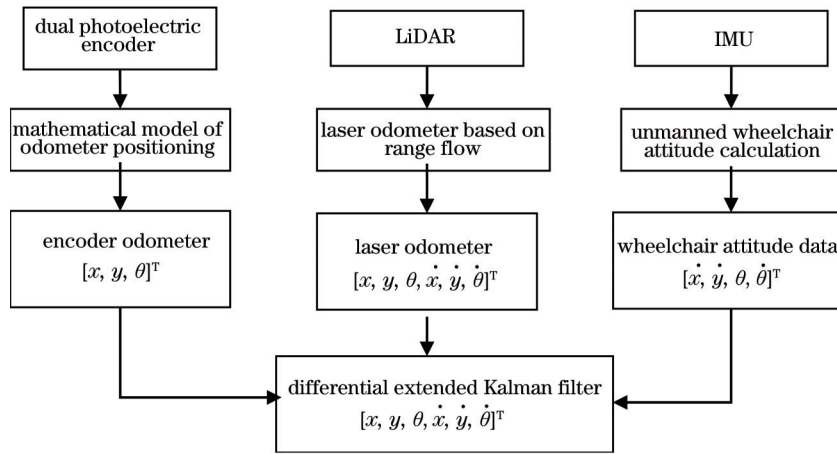 dual photoelectric
encoder
LiDAR
IMU
mathematical model of
odometer positioning
laser odometer based on
range flow
unmanned wheelchair
attitude calculation
encoder odometer
[x, y, θ]ᵀ
laser odometer
[x, y, θ, ẋ, ẏ, θ̇]ᵀ
wheelchair attitude data
[ẋ, ẏ, θ, θ̇]ᵀ
differential extended Kalman filter
[x, y, θ, ẋ, ẏ, θ̇]ᵀ